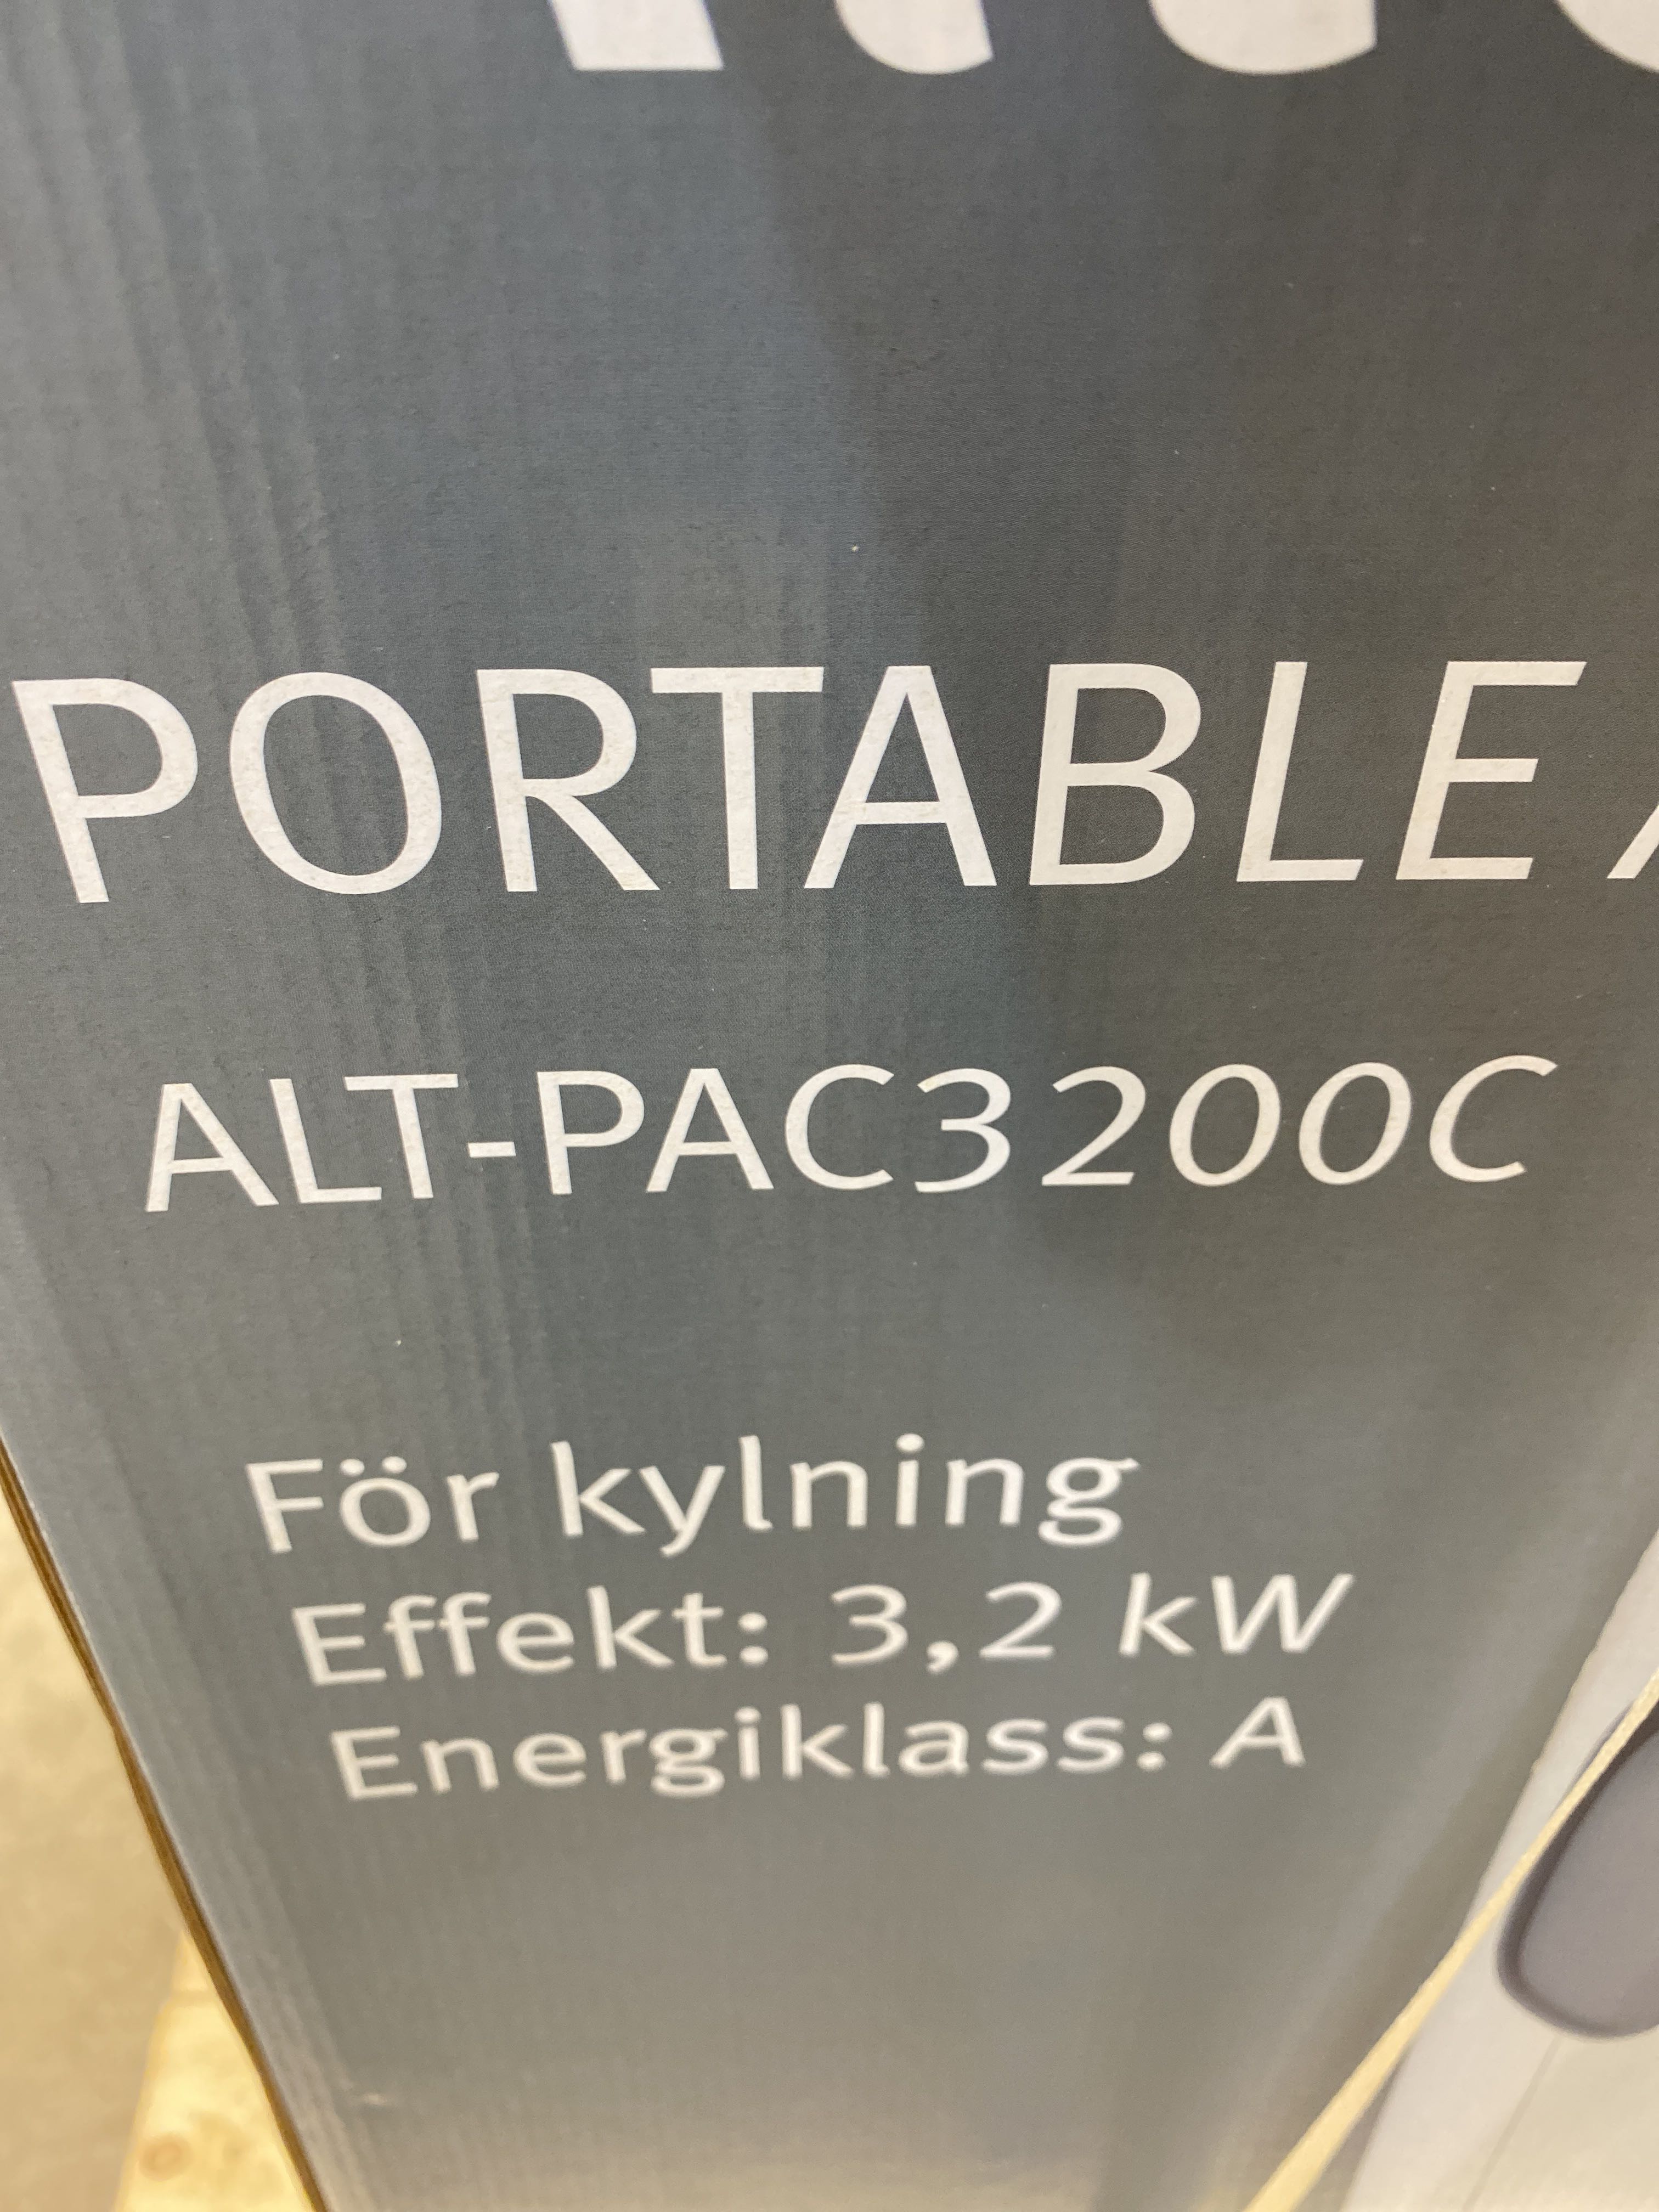 PORTABLE
ALT-PAC3200C
För kylning
Effekt: 3,2 kW
Energiklass: A